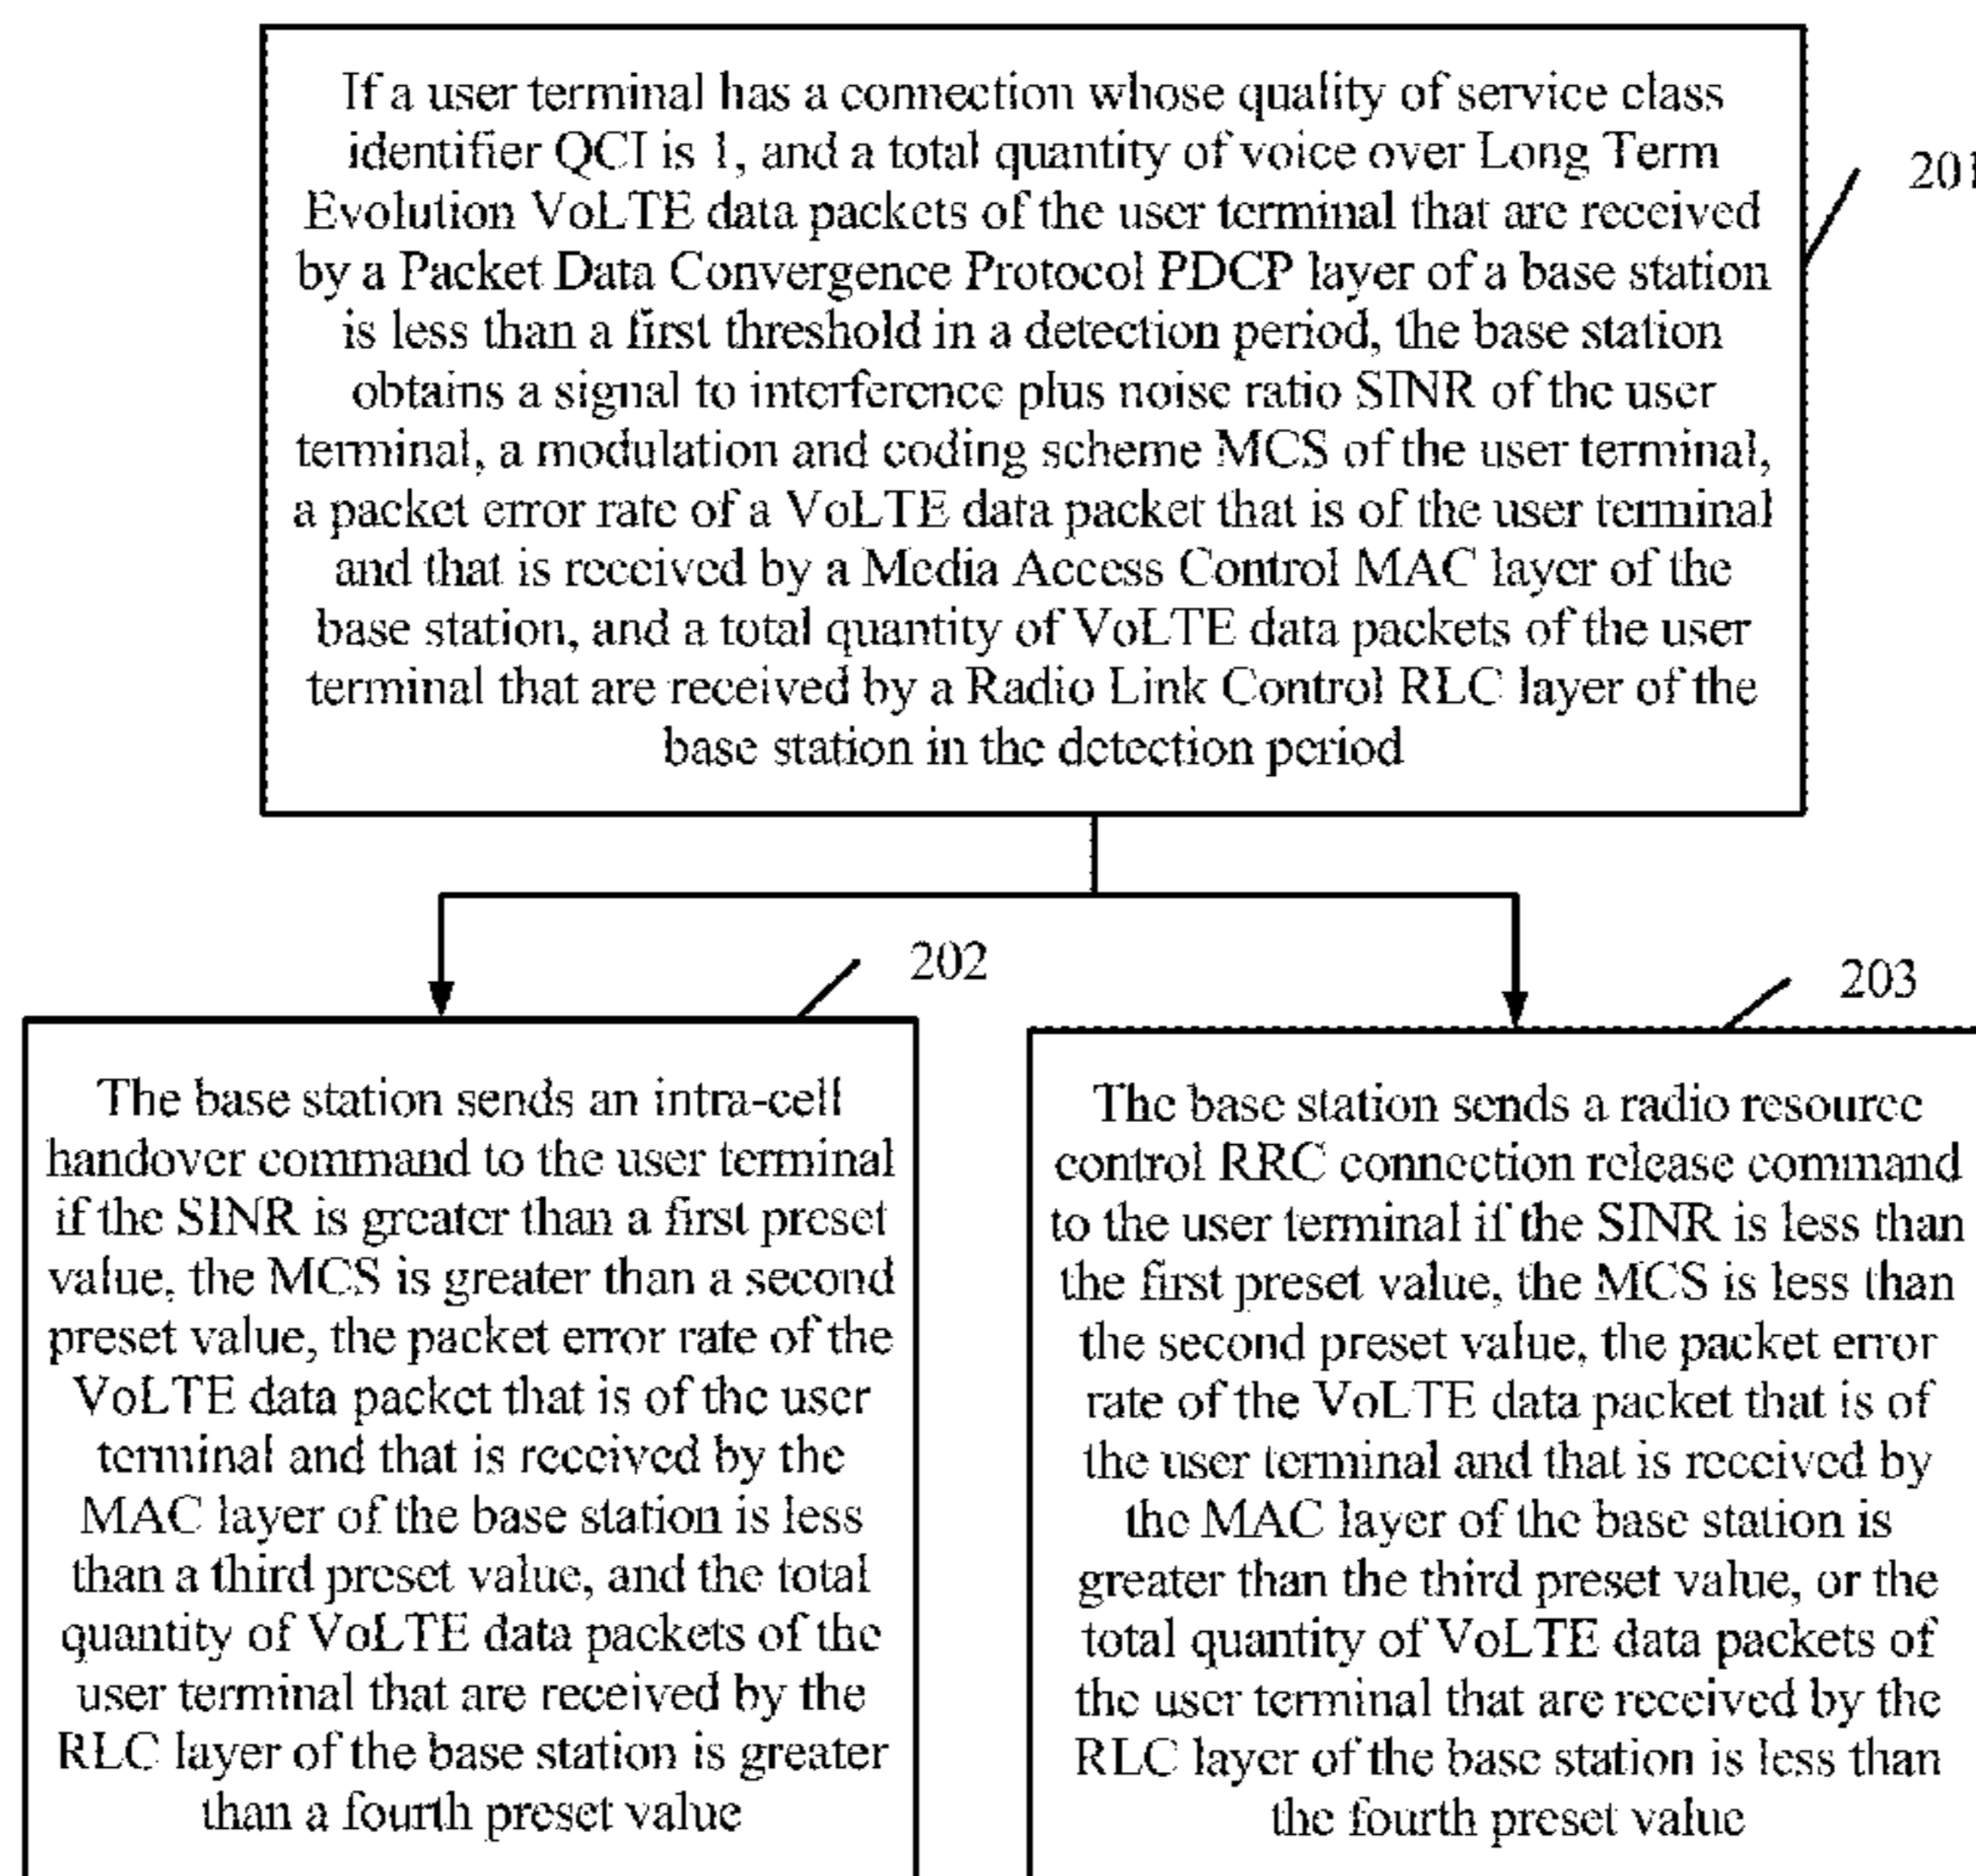 If a user terminal has a connection whose quality of service class
identifier QCI is 1, and a total quantity of voice over Long Term
Evolution VoLTE data packets of the user terminal that are received
by a Packet Data Convergence Protocol PDCP layer of a base station
is less than a first threshold in a detection period, the base station
obtains a signal to interference plus noise ratio SINR of the user
terminal, a modulation and coding scheme MCS of the user terminal,
a packet error rate of a VoLTE data packet that is of the user terminal
and that is received by a Media Access Control MAC layer of the
base station, and a total quantity of VoLTE data packets of the user
terminal that are received by a Radio Link Control RLC layer of the
base station in the detection period
201
202
The base station sends an intra-cell
handover command to the user terminal
if the SINR is greater than a first preset
value, the MCS is greater than a second
preset value, the packet error rate of the
VoLTE data packet that is of the user
terminal and that is received by the
MAC layer of the base station is less
than a third preset value, and the total
quantity of VoLTE data packets of the
user terminal that are received by the
RLC layer of the base station is greater
than a fourth preset value
203
The base station sends a radio resource
control RRC connection release command
to the user terminal if the SINR is less than
the first preset value, the MCS is less than
the second preset value, the packet error
rate of the VoLTE data packet that is of
the user terminal and that is received by
the MAC layer of the base station is
greater than the third preset value, or the
total quantity of VoLTE data packets of
the user terminal that are received by the
RLC layer of the base station is less than
the fourth preset value